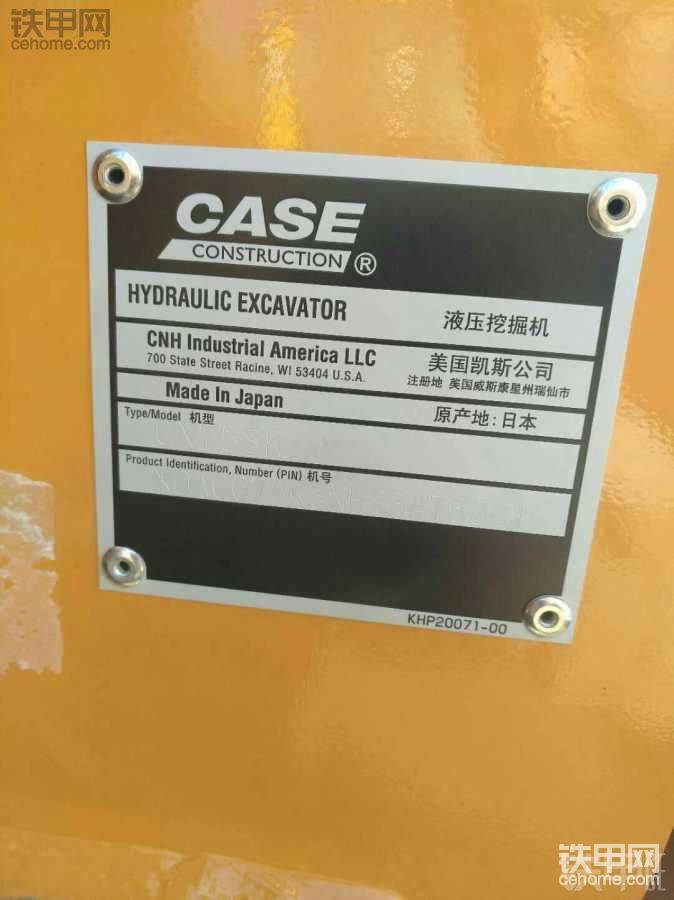 铁甲网
cehome.com
CASE
CONSTRUCTION ®
HYDRAULIC EXCAVATOR 液压挖掘机
CNH Industrial America LLC 美国凯斯公司
700 State Street Racine, WI 53404 U.S.A. 注册地 美国威斯康星州瑞仙市
Made In Japan 原产地:日本
Type/Model 机型
Product Identification, Number (PIN) 机号
KHP20071-00
铁甲网
cehome.com